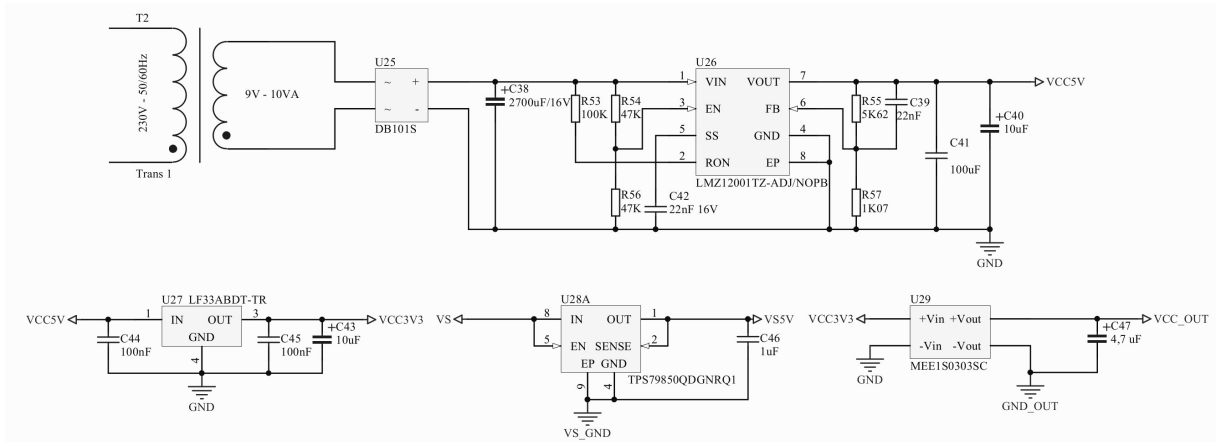 T2
230V - 50/60Hz
9V - 10VA
Trans 1
U25
~ +
~ -
DB101S
+C38
2700uF/16V
R53
100K
R54
47K
R56
47K
C42
22nF 16V
U26
1 VIN VOUT 7
3 EN FB 6
5 SS GND 4
2 RON EP 8
LMZ12001TZ-ADJ/NOPB
R55
5K62
C39
22nF
R57
1K07
C41
100uF
+C40
10uF
VCC5V
GND
U27 LF33ABDT-TR
VCC5V
1 IN OUT 3
GND
4
C44
100nF
C45
100nF
+C43
10uF
VCC3V3
GND
U28A
VS
8 IN OUT 1
5 EN SENSE 2
EP GND
9 4
TPS79850QDGNRQ1
VS5V
C46
1uF
VS_GND
U29
VCC3V3
+Vin +Vout
-Vin -Vout
MEE1S0303SC
GND
+C47
4,7 uF
VCC_OUT
GND_OUT